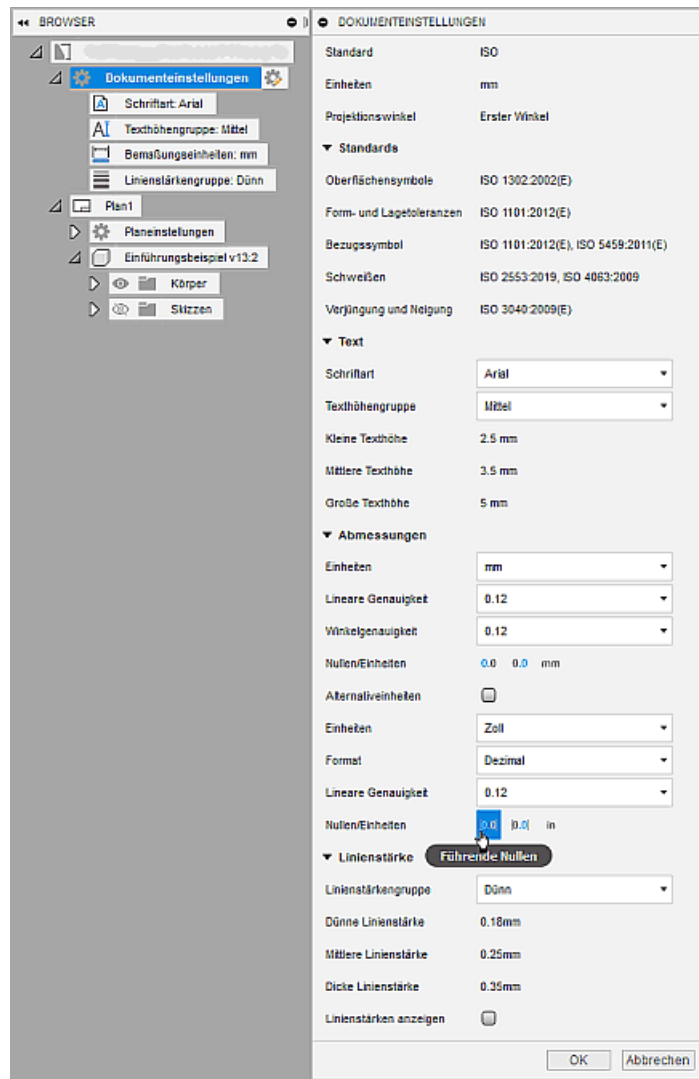 BROWSER
Dokumenteinstellungen
Schriftart: Arial
Texthöhengruppe: Mittel
Bemaßungseinheiten: mm
Linienstärkengruppe: Dünn
Plan1
Planeinstellungen
Einführungsbeispiel v13:2
Körper
Skizzen
DOKUMENTEINSTELLUNGEN
Standard ISO
Einheiten mm
Projektionswinkel Erster Winkel
Standards
Oberflächensymbole ISO 1302:2002(E)
Form- und Lagetoleranzen ISO 1101:2012(E)
Bezugssymbol ISO 1101:2012(E), ISO 5459:2011(E)
Schweißen ISO 2553:2019, ISO 4063:2009
Verjüngung und Neigung ISO 3040:2009(E)
Text
Schriftart Arial
Texthöhengruppe Mittel
Kleine Texthöhe 2.5 mm
Mittlere Texthöhe 3.5 mm
Große Texthöhe 5 mm
Abmessungen
Einheiten mm
Lineare Genauigkeit 0.12
Winkelgenauigkeit 0.12
Nullen/Einheiten 0.0 0.0 mm
Alternativeinheiten
Einheiten Zoll
Format Dezimal
Lineare Genauigkeit 0.12
Nullen/Einheiten |0.0| |0.0| in
Linienstärke Führende Nullen
Linienstärkengruppe Dünn
Dünne Linienstärke 0.18mm
Mittlere Linienstärke 0.25mm
Dicke Linienstärke 0.35mm
Linienstärken anzeigen
OK Abbrechen